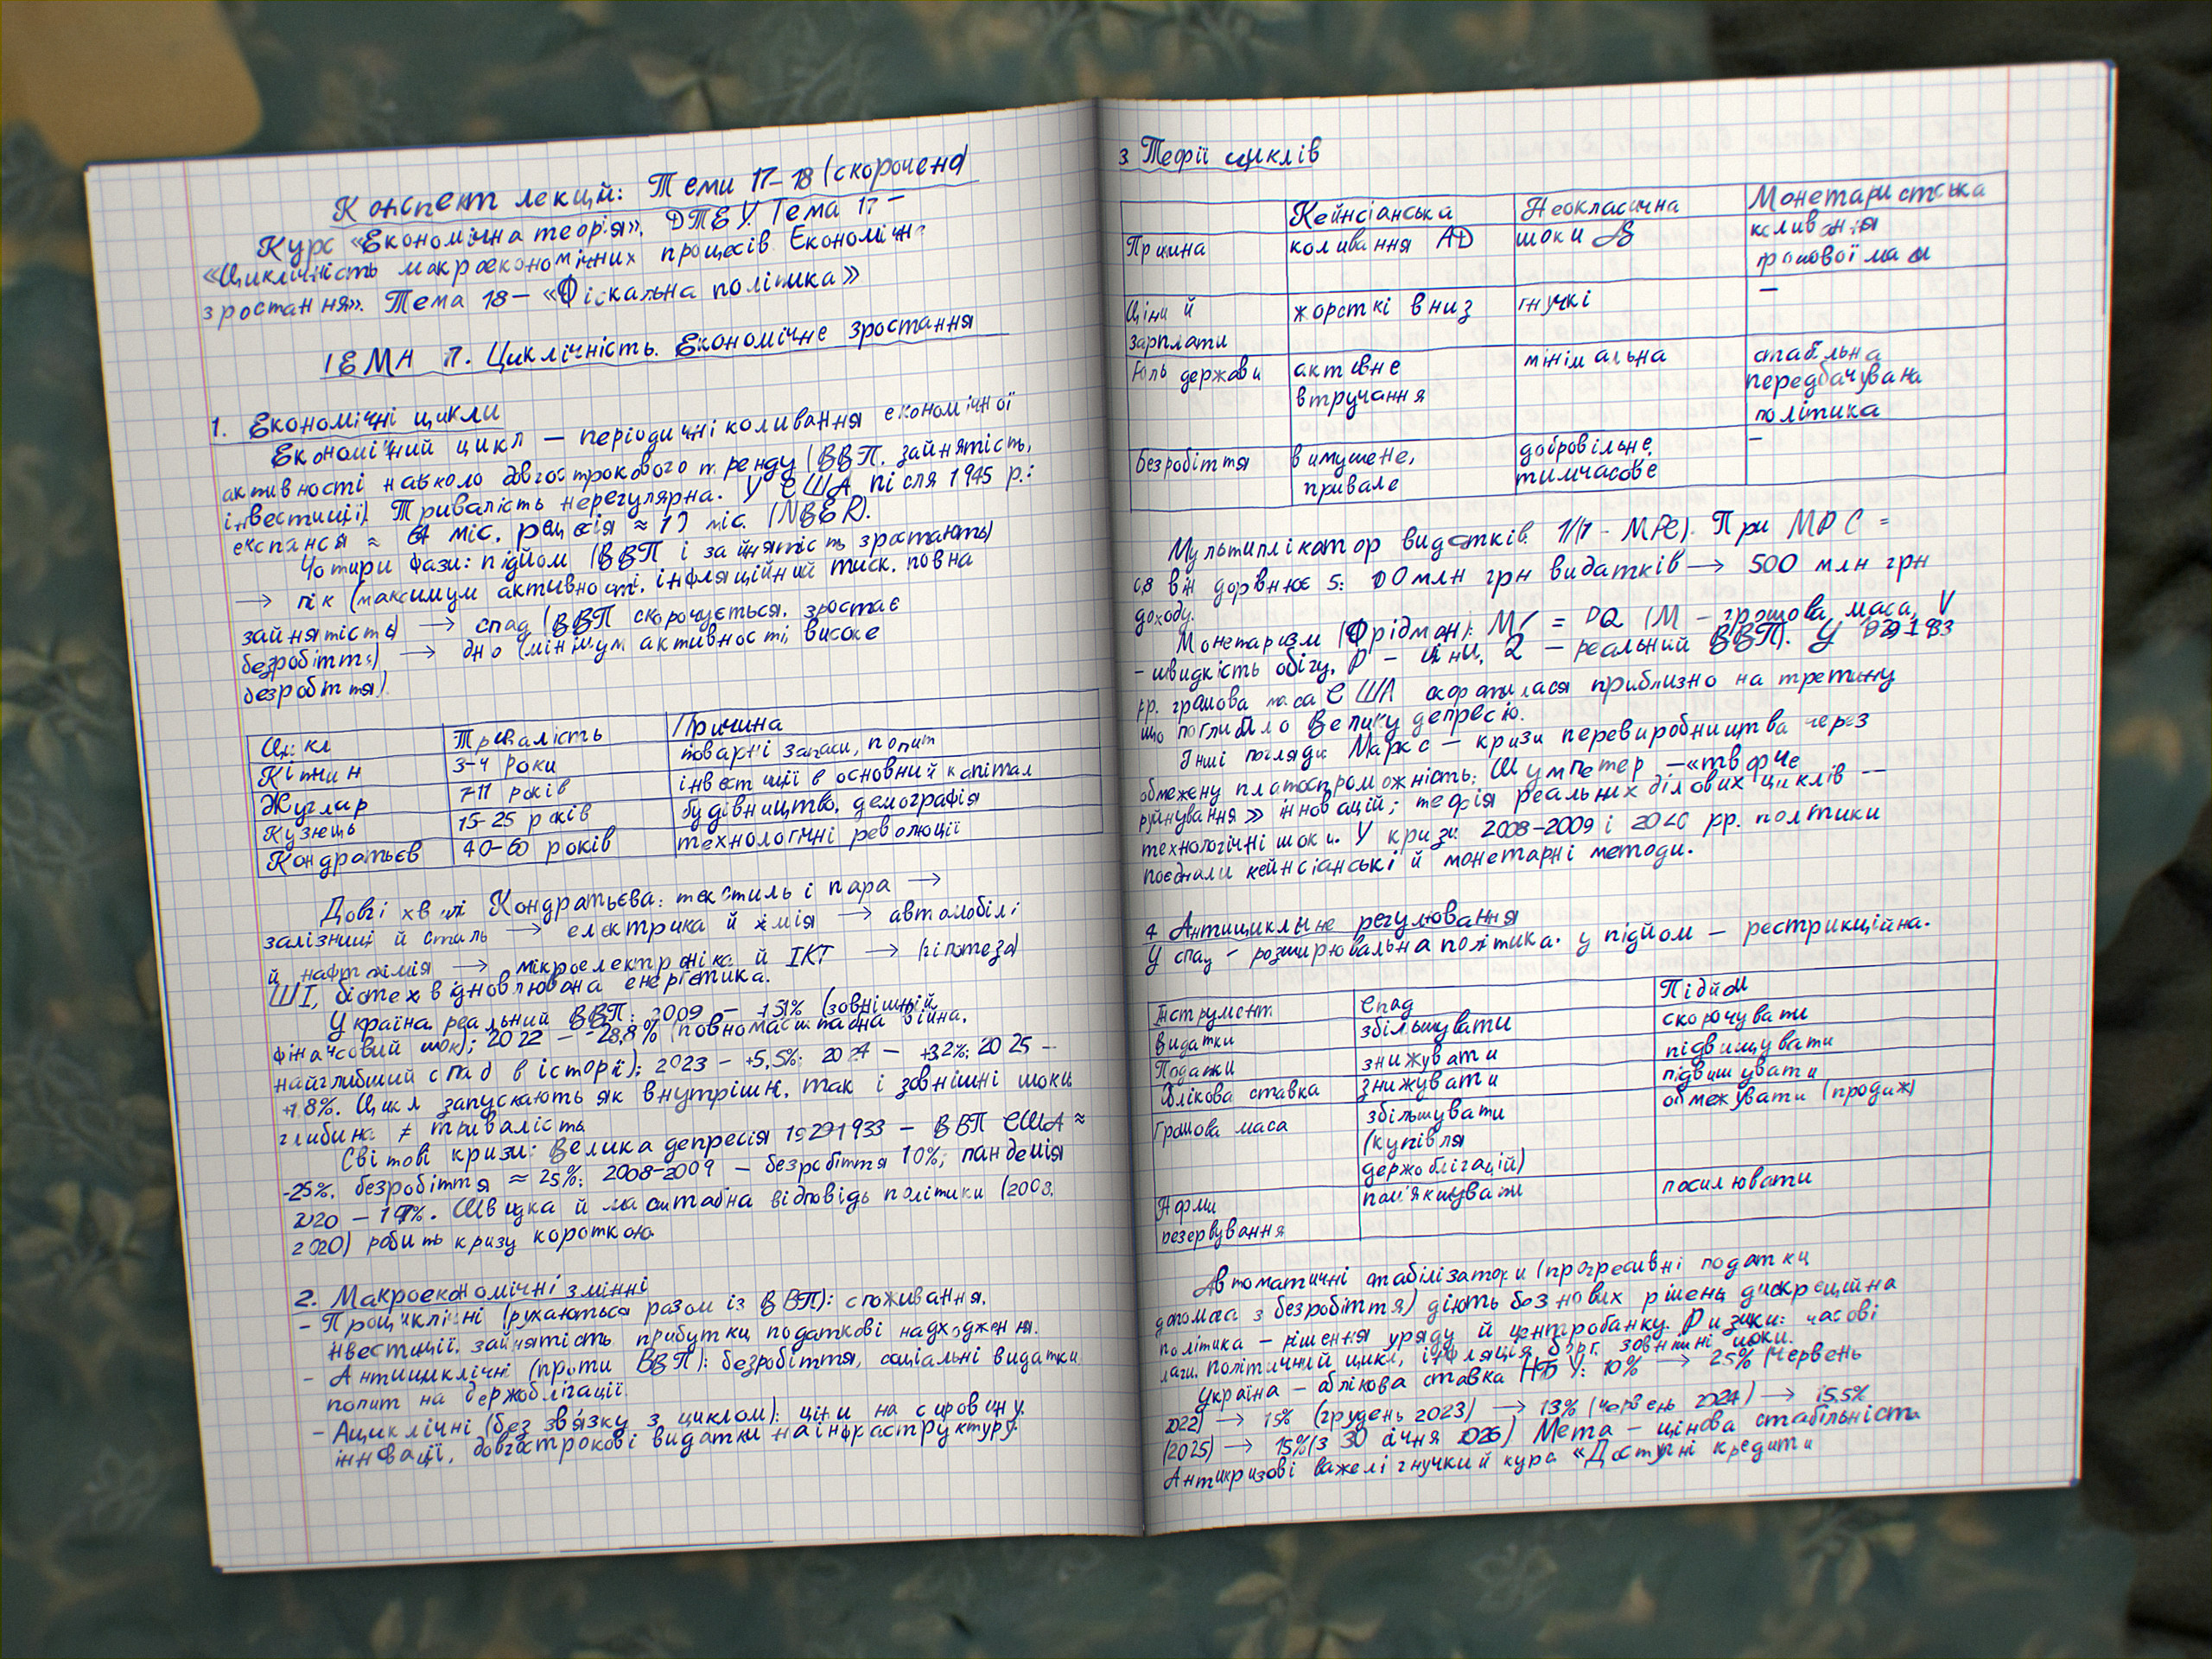 Конспект лекцій: Теми 17–18 (скорочено)
Курс «Економічна теорія», ДТЕУ. Тема 17 –
«Циклічність макроекономічних процесів. Економічне
зростання». Тема 18 – «Фіскальна політика»
ТЕМА 17. Циклічність. Економічне зростання
1. Економічні цикли
Економічний цикл — періодичні коливання економічної
активності навколо довгострокового тренду (ВВП, зайнятість,
інвестиції). Тривалість нерегулярна. У США після 1945 р.:
експансія ≈ 64 міс, рецесія ≈ 10 міс. (NBER).
Чотири фази: підйом (ВВП і зайнятість зростають)
→ пік (максимум активності, інфляційний тиск, повна
зайнятість) → спад (ВВП скорочується, зростає
безробіття) → дно (мінімум активності, високе
безробіття).
Цикл Тривалість Причина
Кітчин 3–4 роки товарні запаси, попит
Жуглар 7–11 років інвестиції в основний капітал
Кузнець 15–25 років будівництво, демографія
Кондратьєв 40–60 років технологічні революції
Довгі хвилі Кондратьєва: текстиль і пара →
залізниці й сталь → електрика й хімія → автомобілі
й нафтохімія → мікроелектроніка й ІКТ → (гіпотеза)
ШІ, біотех відновлювана енергетика.
Україна, реальний ВВП: 2009 – -15,1% (зовнішній
фінансовий шок); 2022 – -28,8% (повномасштабна війна,
найглибший спад в історії); 2023 – +5,5%; 2024 – +3,2%; 2025 –
+1,8%. Цикл запускають як внутрішні, так і зовнішні шоки
глибина ≠ тривалість.
Світові кризи: Велика депресія 1929–1933 – ВВП США ≈
-25%, безробіття ≈ 25%; 2008–2009 – безробіття 10%; пандемія
2020 – 14,7%. Швидка й масштабна відповідь політики (2008,
2020) робить кризу короткою.
2. Макроекономічні змінні
– Проциклічні (рухаються разом із ВВП): споживання,
інвестиції, зайнятість, прибутки, податкові надходження.
– Антициклічні (проти ВВП): безробіття, соціальні видатки,
попит на держоблігації.
– Ациклічні (без зв'язку з циклом): ціни на сировину,
інновації, довгострокові видатки на інфраструктуру.
3 Теорії циклів
Кейнсіанська Неокласична Монетаристська
Причина коливання AD шоки AS коливання
грошової маси
Ціни й жорсткі вниз гнучкі –
зарплати
Роль держави активне мінімальна стабільна
втручання передбачувана
політика
Безробіття вимушене, добровільне, –
тривале тимчасове
Мультиплікатор видатків: 1/(1 - MPC). При MPC =
0,8 він дорівнює 5: 100 млн грн видатків → 500 млн грн
доходу.
Монетаризм (Фрідман): MV = PQ (M – грошова маса, V
– швидкість обігу, P – ціни, Q – реальний ВВП). У 1929–1933
рр. грошова маса США скоротилася приблизно на третину,
що поглибило Велику депресію.
Інші погляди: Маркс – кризи перевиробництва через
обмежену платоспроможність; Шумпетер – «творче
руйнування» інновацій; теорія реальних ділових циклів –
технологічні шоки. У кризи 2008–2009 і 2020 рр. політики
поєднали кейнсіанські й монетарні методи.
4 Антициклічне регулювання
У спад – розширювальна політика, у підйом – рестрикційна.
Інструмент Спад Підйом
Видатки збільшувати скорочувати
Податки знижувати підвищувати
Облікова ставка знижувати підвищувати
Грошова маса збільшувати обмежувати (продаж)
(купівля
держоблігацій)
Норми пом'якшувати посилювати
резервування
Автоматичні стабілізатори (прогресивні податки,
допомога з безробіття) діють без нових рішень, дискреційна
політика – рішення уряду й центробанку. Ризики: часові
лаги, політичний цикл, інфляція, борг, зовнішні шоки.
Україна – облікова ставка НБУ: 10% → 25% (червень
2022) → 15% (грудень 2023) → 13% (червень 2024) → 15,5%
(2025) → 15% (з 30 січня 2026) Мета – цінова стабільність.
Антикризові важелі гнучкий курс «Доступні кредити